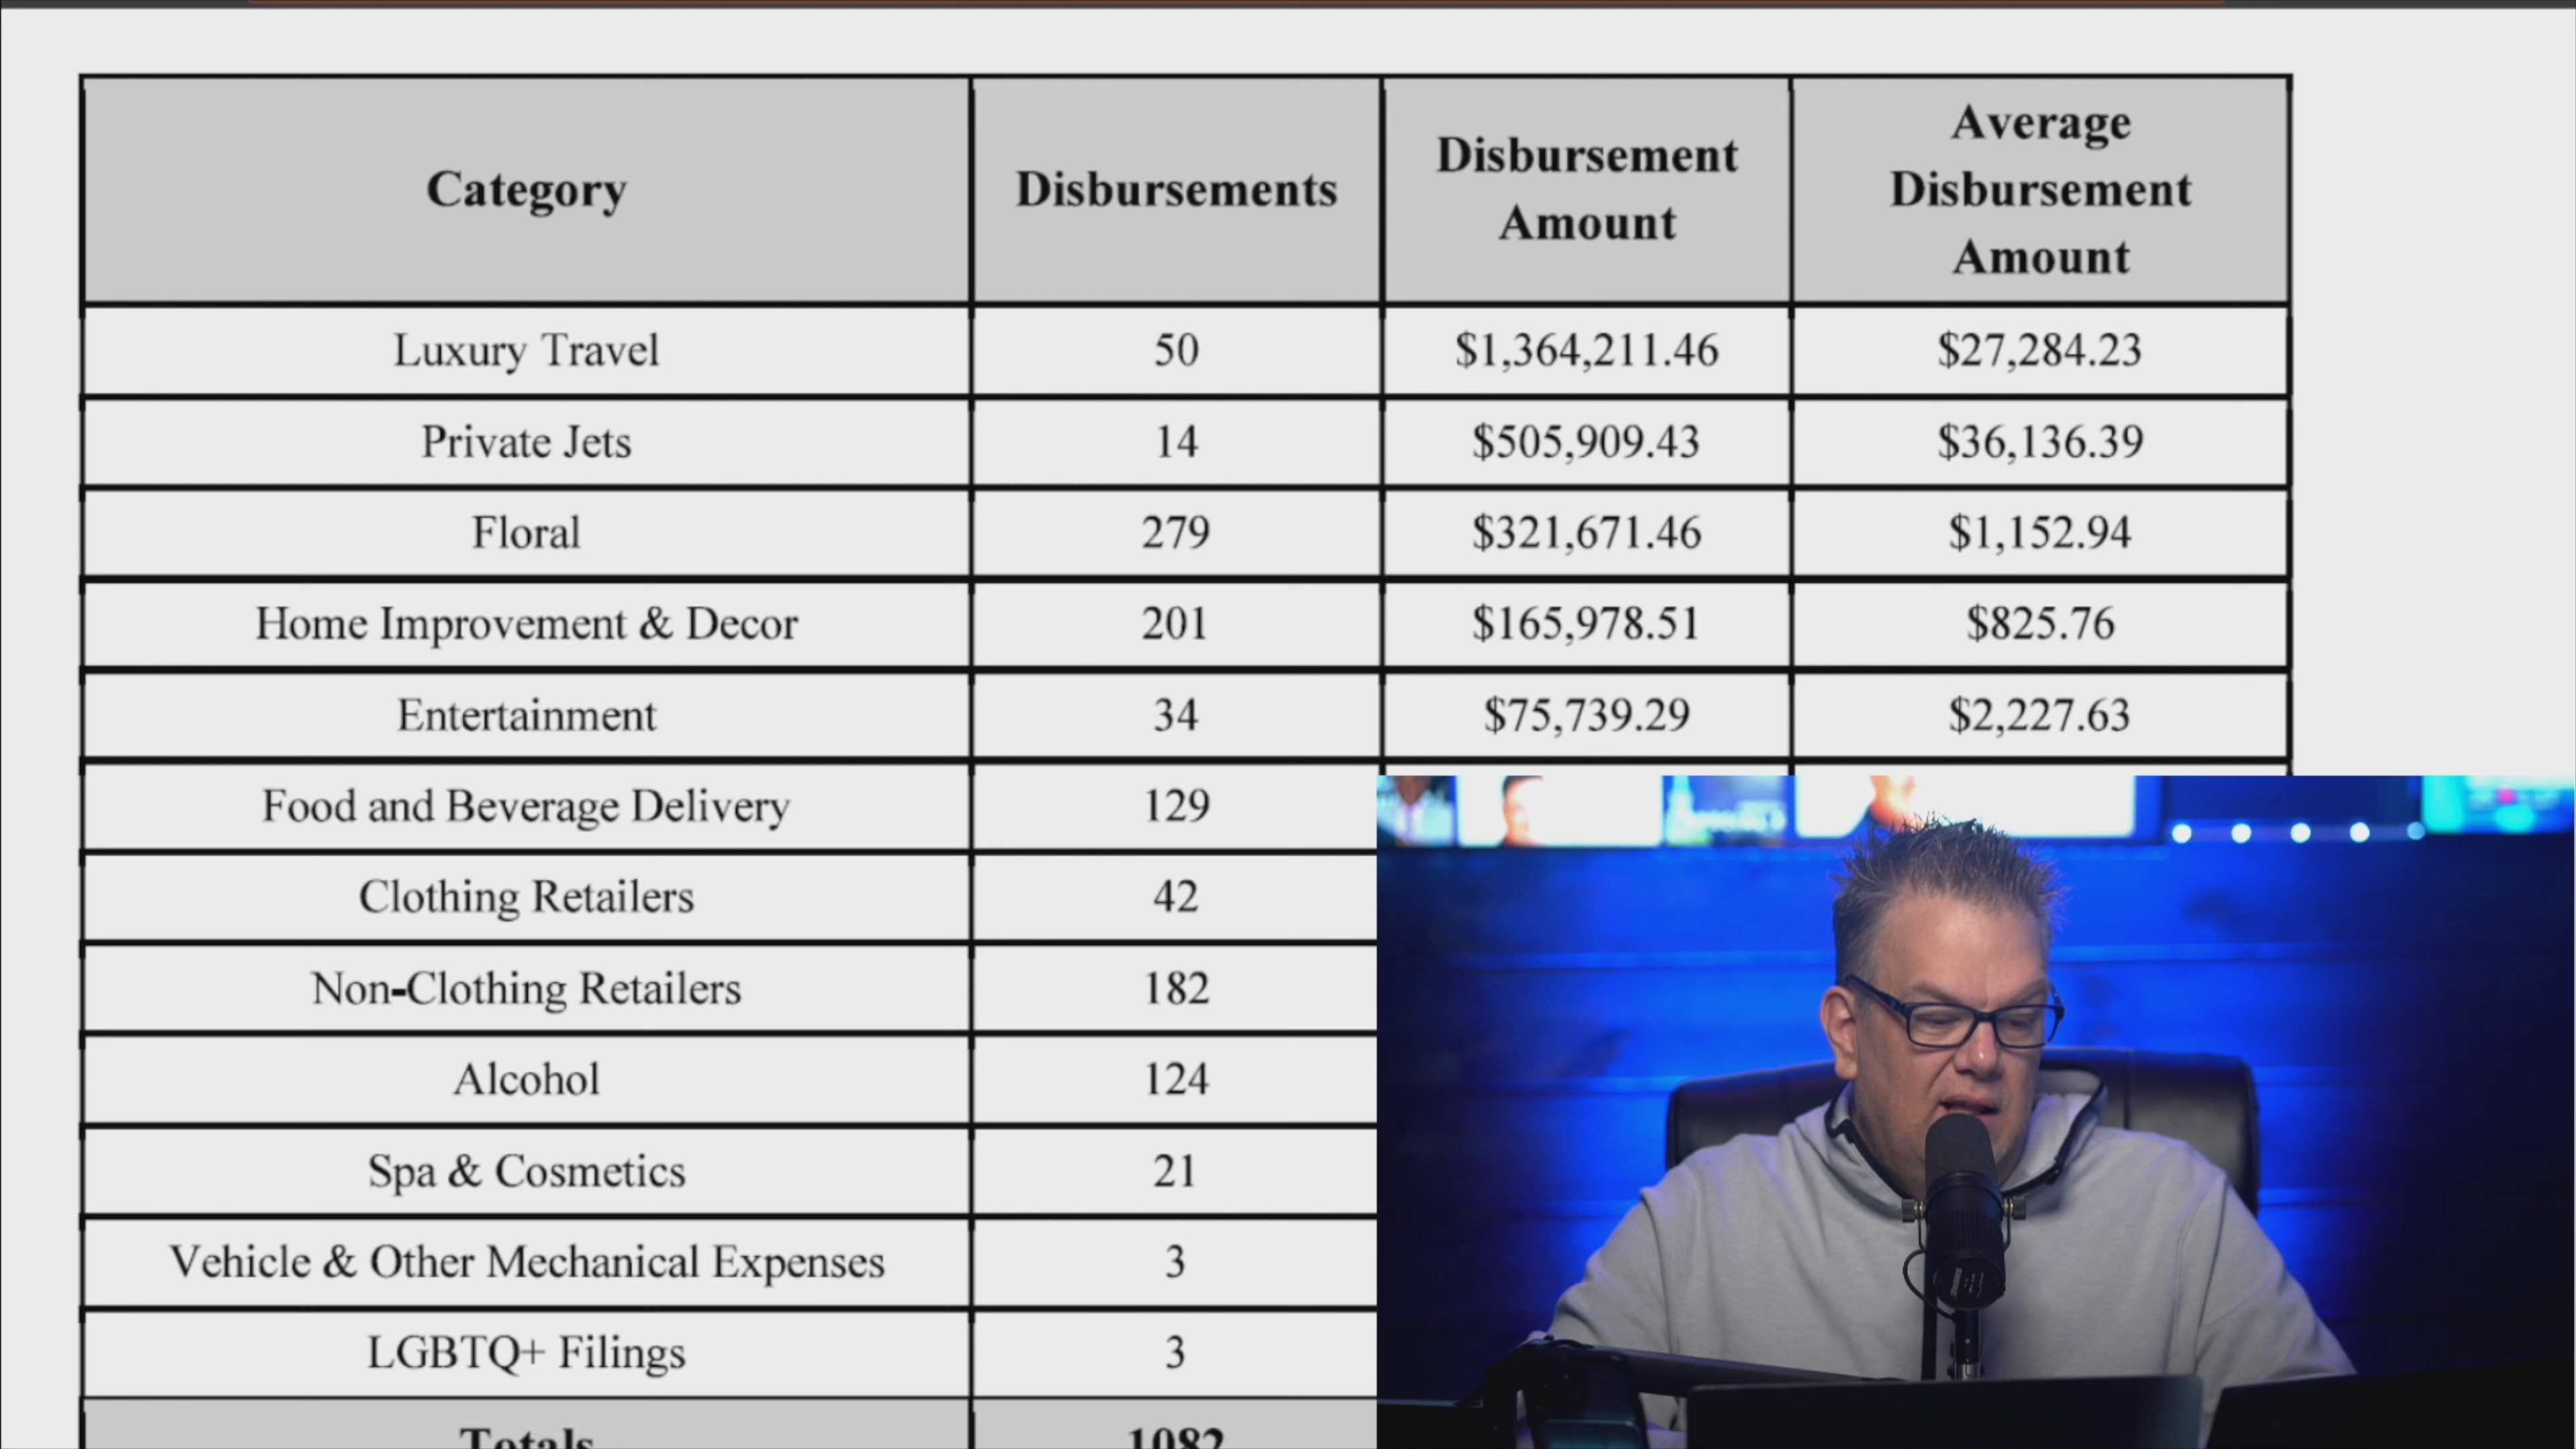 Category Disbursements Disbursement Amount Average Disbursement Amount
Luxury Travel 50 $1,364,211.46 $27,284.23
Private Jets 14 $505,909.43 $36,136.39
Floral 279 $321,671.46 $1,152.94
Home Improvement & Decor 201 $165,978.51 $825.76
Entertainment 34 $75,739.29 $2,227.63
Food and Beverage Delivery 129
Clothing Retailers 42
Non-Clothing Retailers 182
Alcohol 124
Spa & Cosmetics 21
Vehicle & Other Mechanical Expenses 3
LGBTQ+ Filings 3
Totals 1082